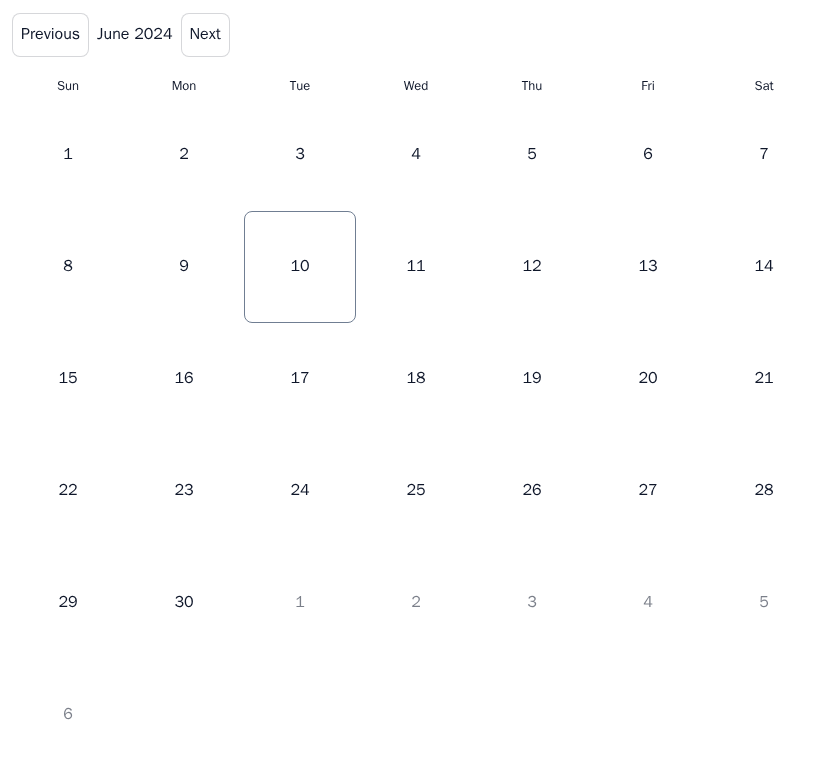 Previous June 2024 Next
Sun Mon Tue Wed Thu Fri Sat
1 2 3 4 5 6 7
8 9 10 11 12 13 14
15 16 17 18 19 20 21
22 23 24 25 26 27 28
29 30 1 2 3 4 5
6